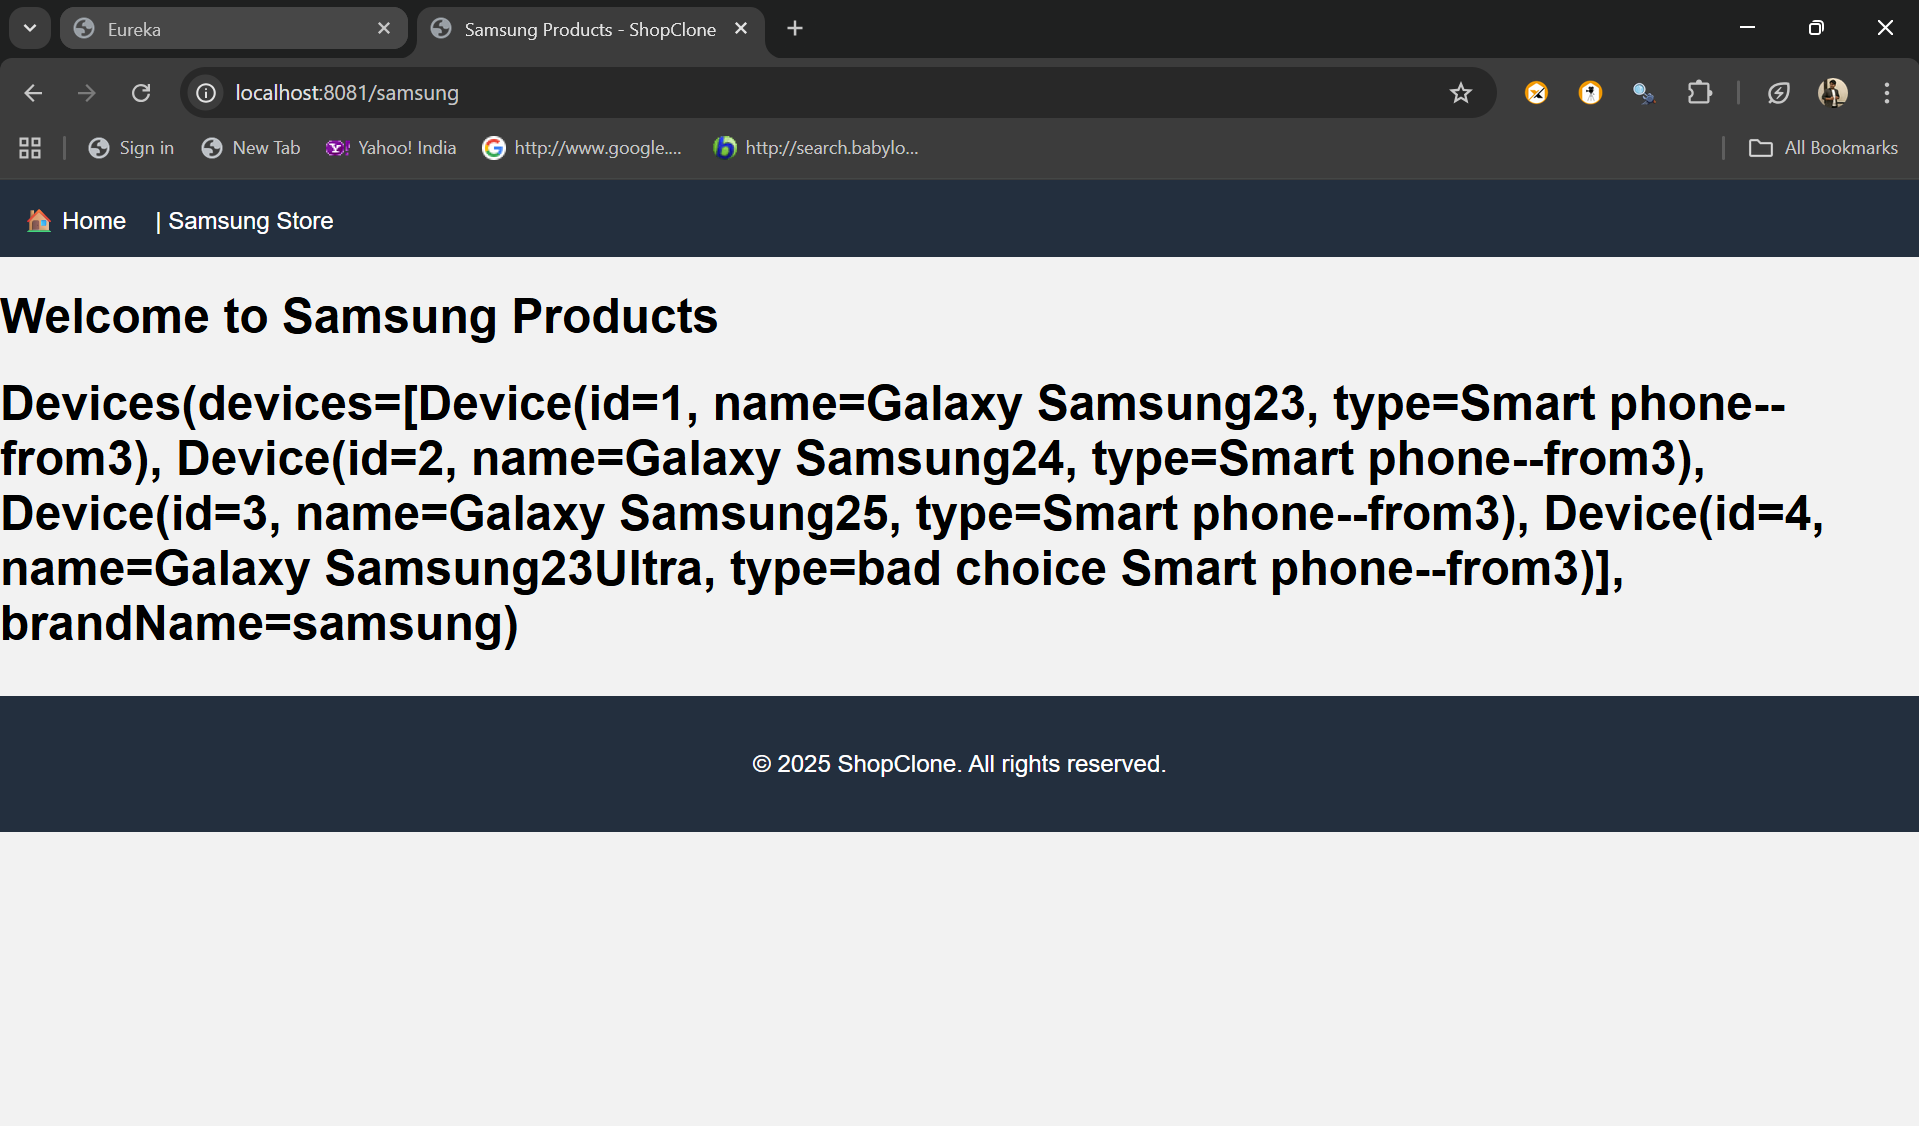 Eureka
Samsung Products - ShopClone
localhost:8081/samsung
Sign in
New Tab
Yahoo! India
http://www.google....
http://search.babylo...
All Bookmarks
🏠 Home | Samsung Store
Welcome to Samsung Products
Devices(devices=[Device(id=1, name=Galaxy Samsung23, type=Smart phone--
from3), Device(id=2, name=Galaxy Samsung24, type=Smart phone--from3),
Device(id=3, name=Galaxy Samsung25, type=Smart phone--from3), Device(id=4,
name=Galaxy Samsung23Ultra, type=bad choice Smart phone--from3)],
brandName=samsung)
© 2025 ShopClone. All rights reserved.